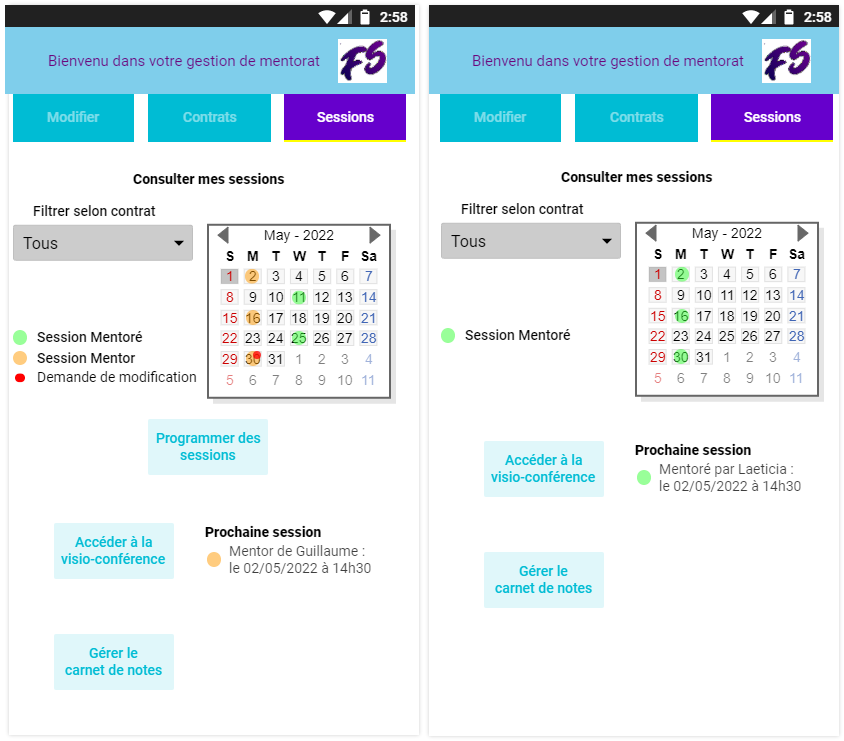 2:58
Bienvenu dans votre gestion de mentorat FS
Modifier Contrats Sessions
Consulter mes sessions
Filtrer selon contrat
Tous
May - 2022
S M T W T F Sa
1 2 3 4 5 6 7
8 9 10 11 12 13 14
15 16 17 18 19 20 21
22 23 24 25 26 27 28
29 30 31 1 2 3 4
5 6 7 8 9 10 11
Session Mentoré
Session Mentor
Demande de modification
Programmer des
sessions
Accéder à la
visio-conférence
Prochaine session
Mentor de Guillaume :
le 02/05/2022 à 14h30
Gérer le
carnet de notes
2:58
Bienvenu dans votre gestion de mentorat FS
Modifier Contrats Sessions
Consulter mes sessions
Filtrer selon contrat
Tous
May - 2022
S M T W T F Sa
1 2 3 4 5 6 7
8 9 10 11 12 13 14
15 16 17 18 19 20 21
22 23 24 25 26 27 28
29 30 31 1 2 3 4
5 6 7 8 9 10 11
Session Mentoré
Accéder à la
visio-conférence
Prochaine session
Mentoré par Laeticia :
le 02/05/2022 à 14h30
Gérer le
carnet de notes